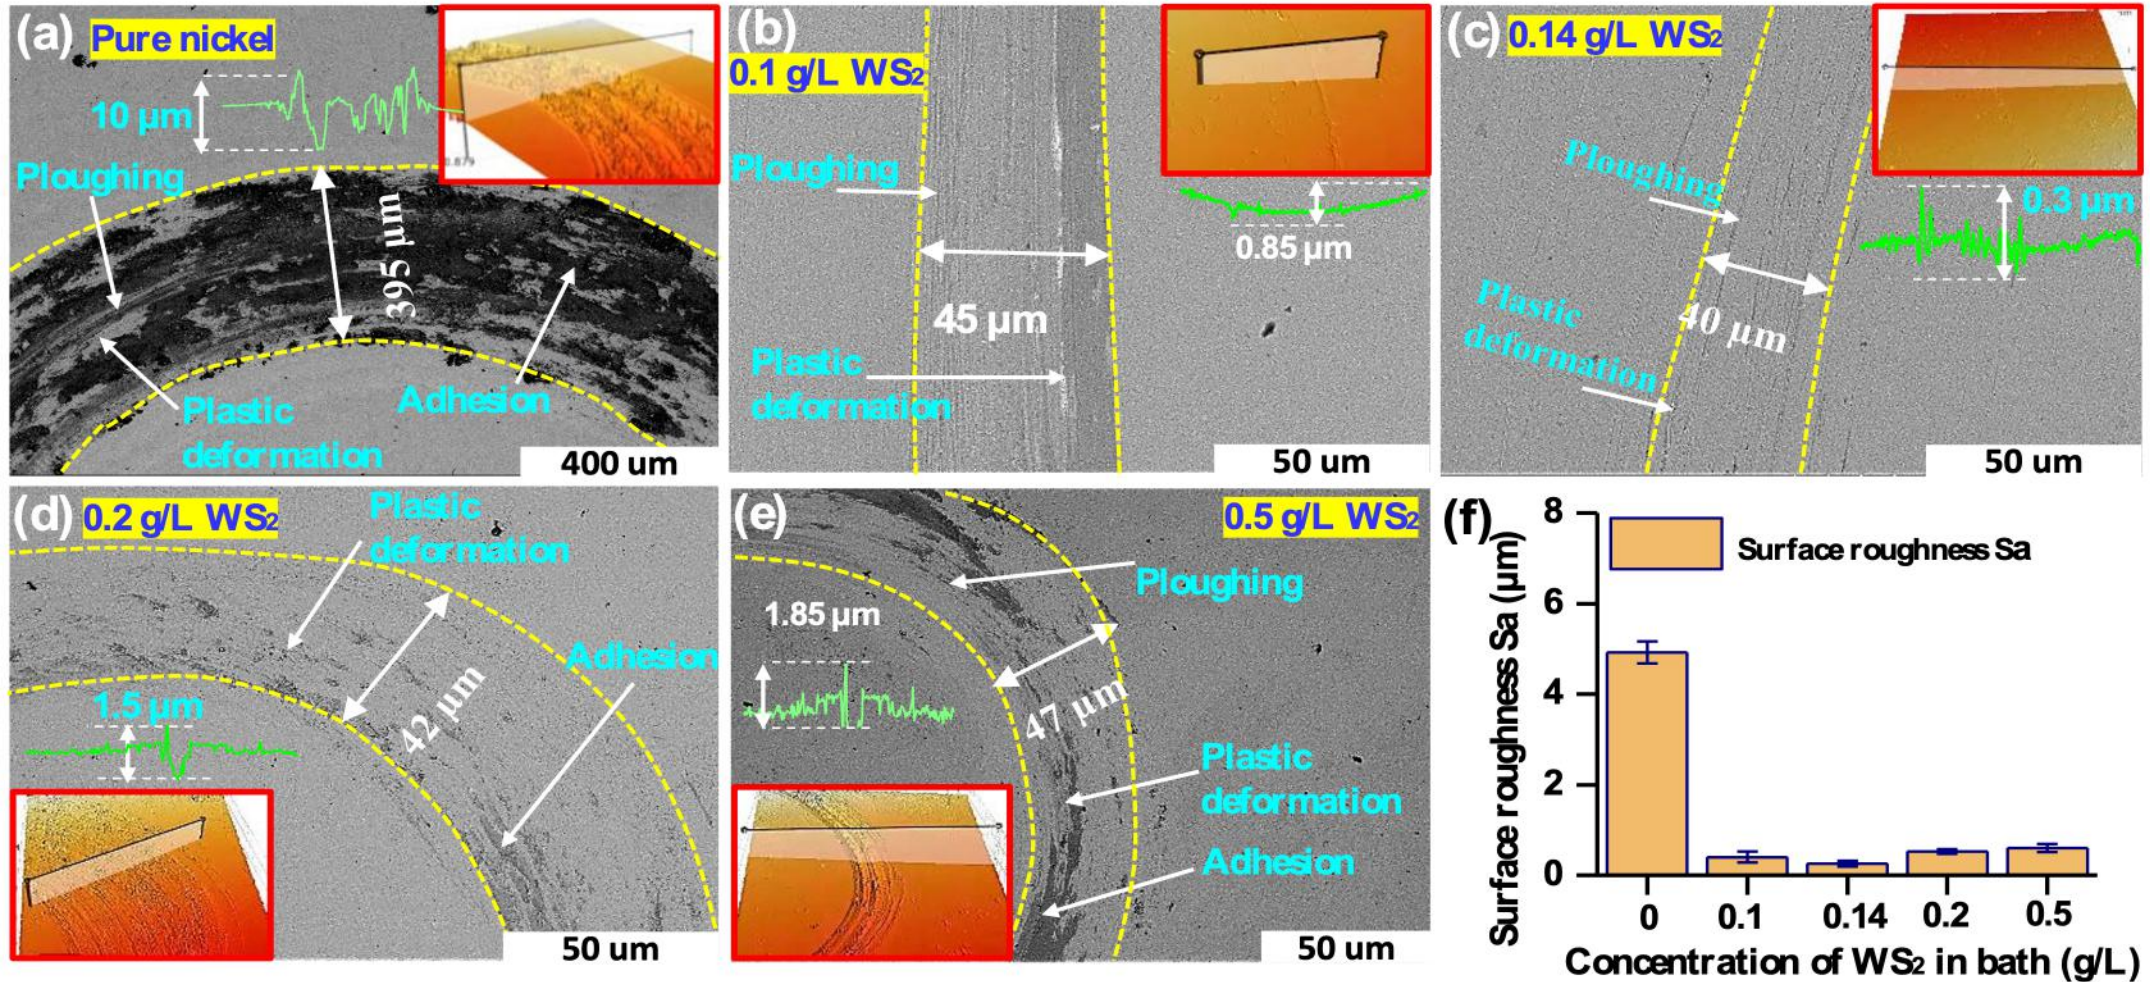 (a) Pure nickel
10 µm
0.879
Ploughing
395 µm
Plastic
deformation
Adhesion
400 um
(b)
0.1 g/L WS₂
Ploughing
0.85 µm
45 µm
Plastic
deformation
50 um
(c) 0.14 g/L WS₂
Ploughing
0.3 µm
Plastic
deformation
40 µm
50 um
(d) 0.2 g/L WS₂
Plastic
deformation
Adhesion
1.5 µm
42 µm
50 um
(e)
0.5 g/L WS₂
Ploughing
1.85 µm
47 µm
Plastic
deformation
Adhesion
50 um
(f)
8
6
4
2
0
Surface roughness Sa (µm)
Surface roughness Sa
0 0.1 0.14 0.2 0.5
Concentration of WS₂ in bath (g/L)